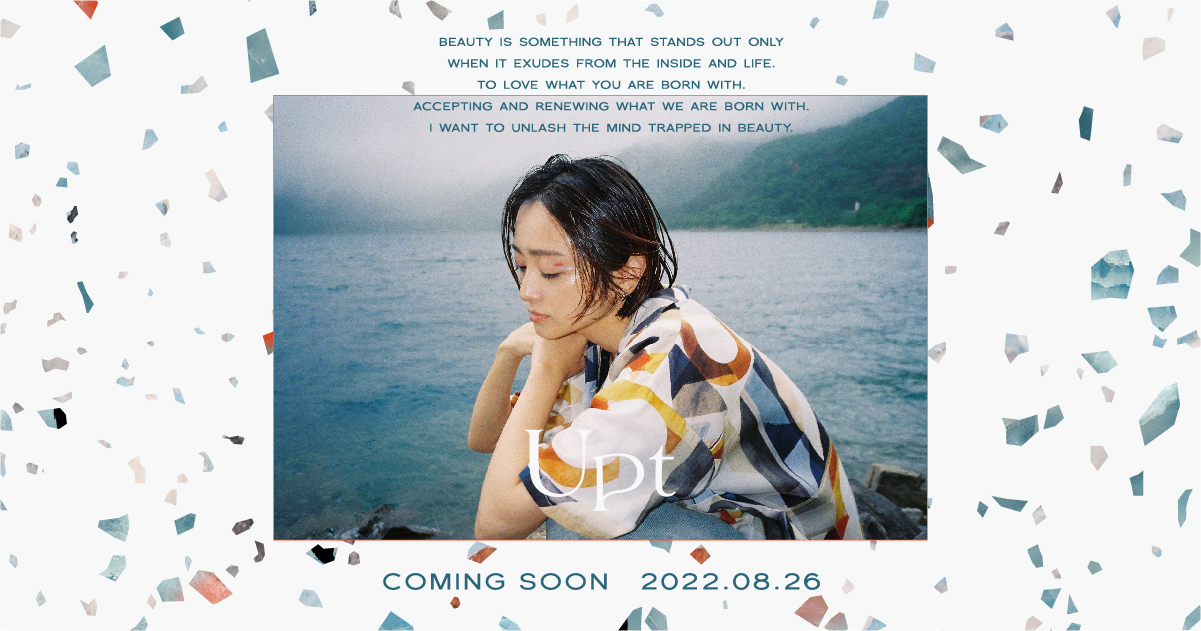 BEAUTY IS SOMETHING THAT STANDS OUT ONLY
WHEN IT EXUDES FROM THE INSIDE AND LIFE.
TO LOVE WHAT YOU ARE BORN WITH.
ACCEPTING AND RENEWING WHAT WE ARE BORN WITH.
I WANT TO UNLASH THE MIND TRAPPED IN BEAUTY.
Upt
COMING SOON 2022.08.26